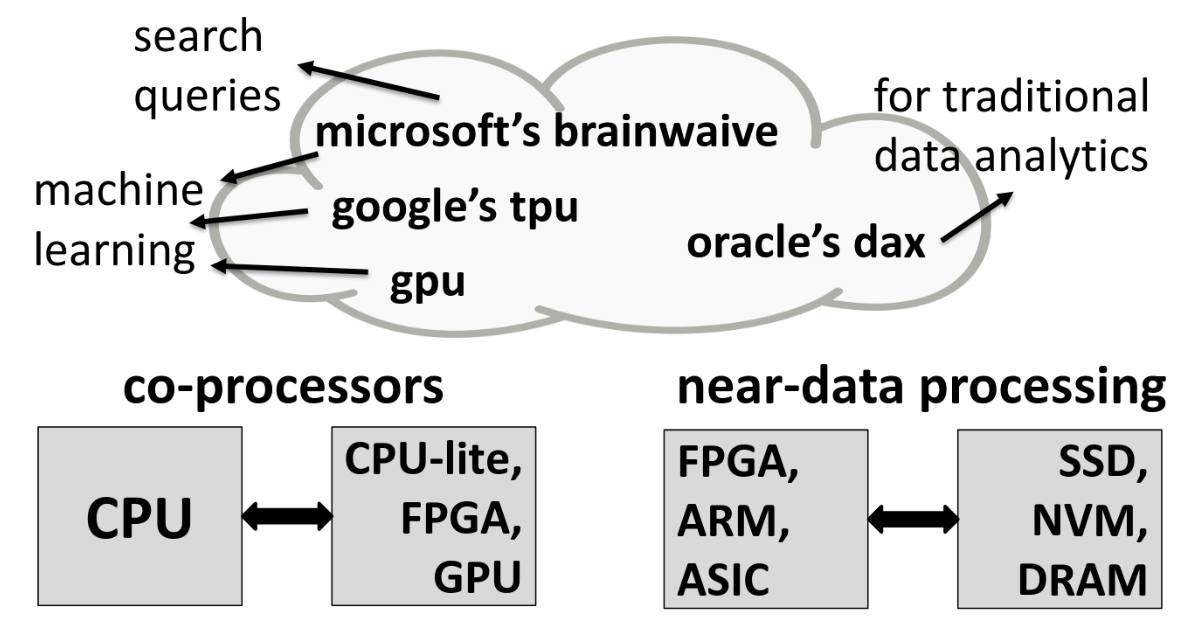 search
queries
microsoft's brainwaive
for traditional
data analytics
machine
learning
google's tpu
oracle's dax
gpu
co-processors
CPU
CPU-lite,
FPGA,
GPU
near-data processing
FPGA,
ARM,
ASIC
SSD,
NVM,
DRAM